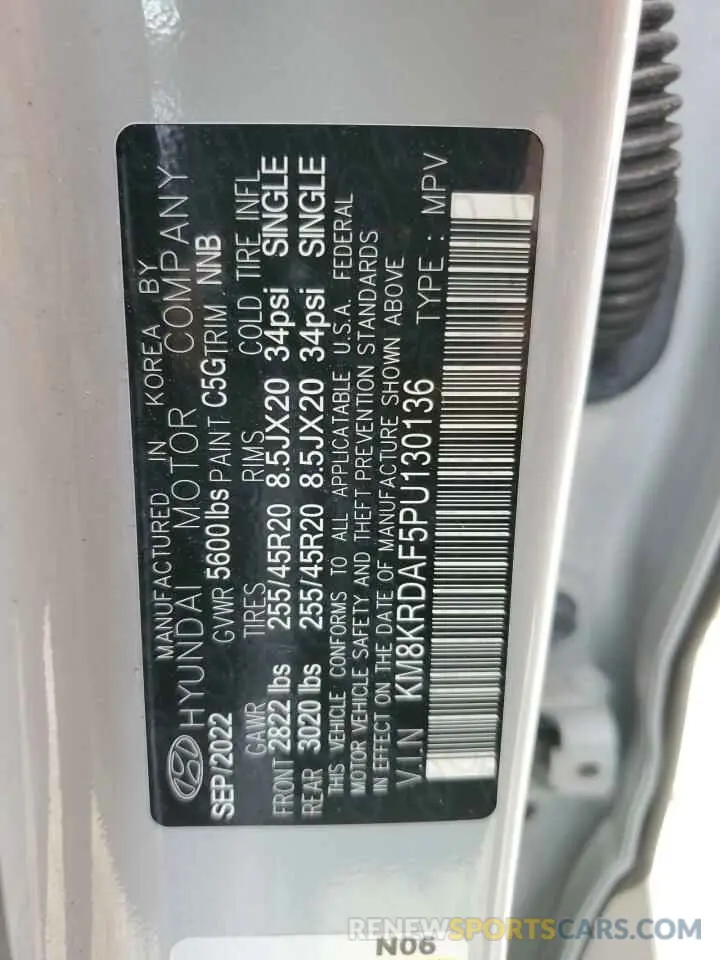 MANUFACTURED IN KOREA BY
HYUNDAI MOTOR COMPANY
SEP/2022 GVWR 5600lbs PAINT C5G TRIM NNB
GAWR TIRES RIMS COLD TIRE INFL
FRONT 2822 lbs 255/45R20 8.5JX20 34psi SINGLE
REAR 3020 lbs 255/45R20 8.5JX20 34psi SINGLE
THIS VEHICLE CONFORMS TO ALL APPLICATABLE U.S.A. FEDERAL
MOTOR VEHICLE SAFETY AND THEFT PREVENTION STANDARDS
IN EFFECT ON THE DATE OF MANUFACTURE SHOWN ABOVE
V.I.N KM8KRDAF5PU130136 TYPE : MPV
N06
RENEWSPORTSCARS.COM